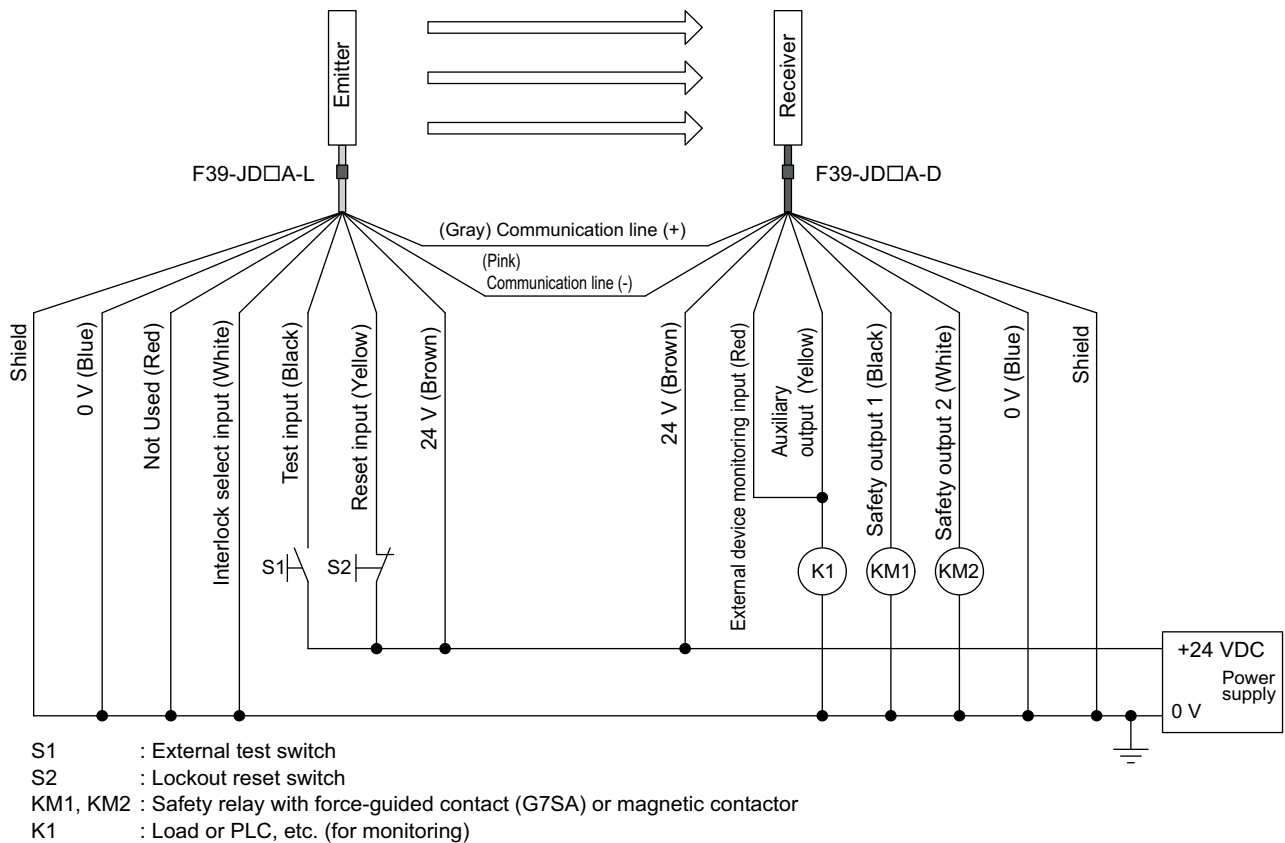 Emitter
Receiver
F39-JD□A-L
F39-JD□A-D
(Gray) Communication line (+)
(Pink)
Communication line (-)
Shield
0 V (Blue)
Not Used (Red)
Interlock select input (White)
Test input (Black)
Reset input (Yellow)
24 V (Brown)
24 V (Brown)
External device monitoring input (Red)
Auxiliary
output (Yellow)
Safety output 1 (Black)
Safety output 2 (White)
0 V (Blue)
Shield
S1
S2
K1
KM1
KM2
+24 VDC
Power
supply
0 V
S1 : External test switch
S2 : Lockout reset switch
KM1, KM2 : Safety relay with force-guided contact (G7SA) or magnetic contactor
K1 : Load or PLC, etc. (for monitoring)